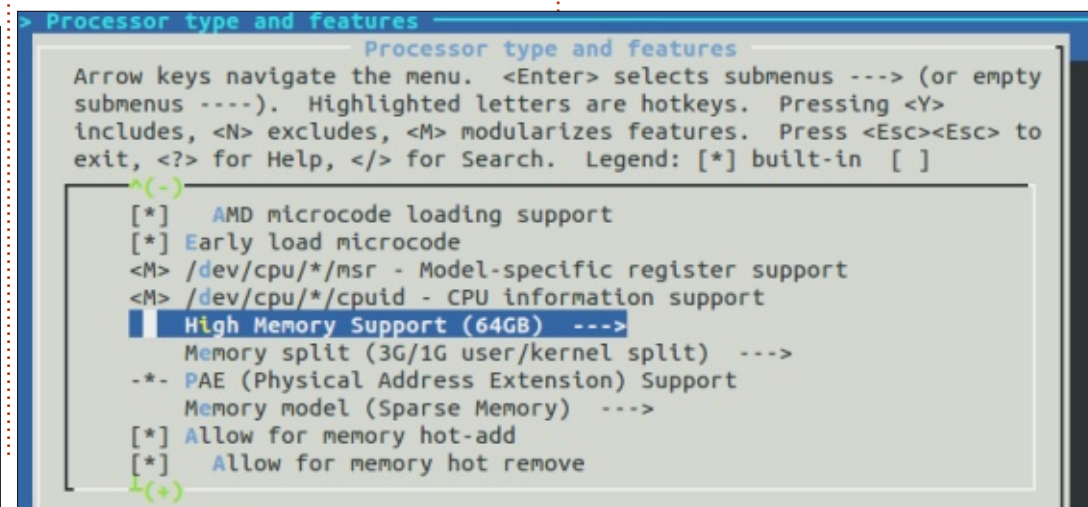 > Processor type and features
Processor type and features
Arrow keys navigate the menu.  <Enter> selects submenus ---> (or empty
submenus ----).  Highlighted letters are hotkeys.  Pressing <Y>
includes, <N> excludes, <M> modularizes features.  Press <Esc><Esc> to
exit, <?> for Help, </> for Search.  Legend: [*] built-in  [ ]
^(-)
[*]   AMD microcode loading support
[*] Early load microcode
<M> /dev/cpu/*/msr - Model-specific register support
<M> /dev/cpu/*/cpuid - CPU information support
High Memory Support (64GB)  --->
Memory split (3G/1G user/kernel split)  --->
-*- PAE (Physical Address Extension) Support
Memory model (Sparse Memory)  --->
[*] Allow for memory hot-add
[*]   Allow for memory hot remove
┴(+)